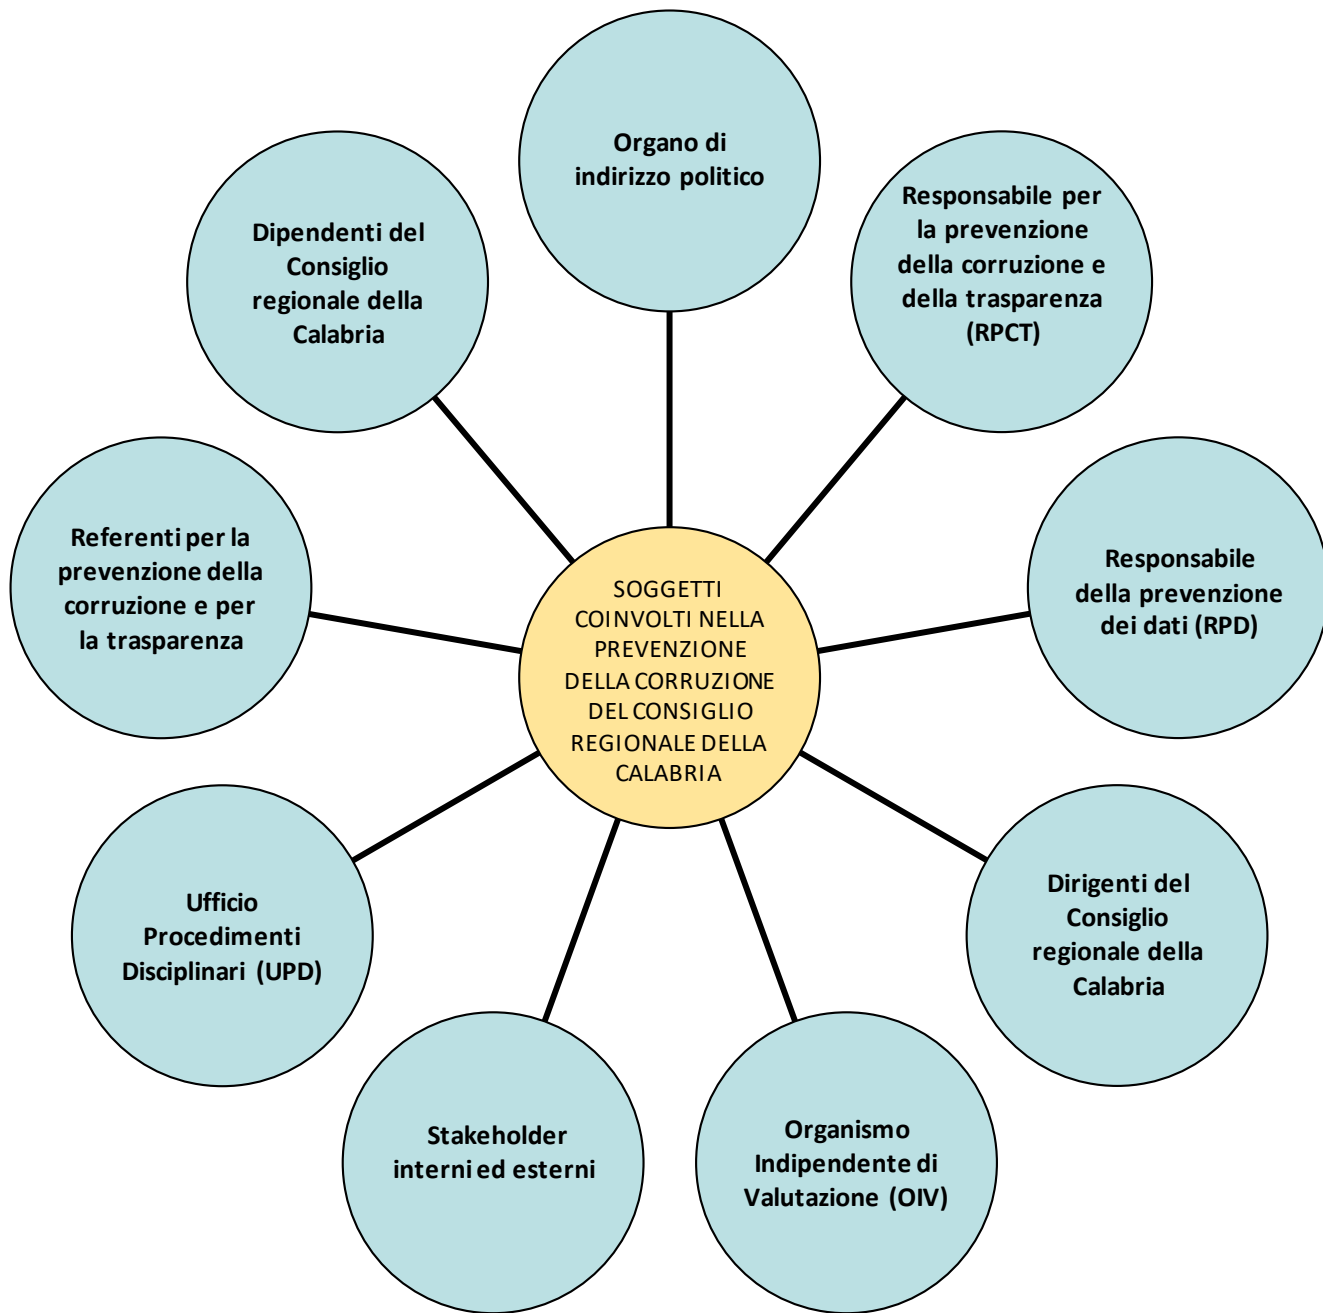 Organo di
indirizzo politico
Responsabile per
la prevenzione
della corruzione e
della trasparenza
(RPCT)
Responsabile
della prevenzione
dei dati (RPD)
Dirigenti del
Consiglio
regionale della
Calabria
Organismo
Indipendente di
Valutazione (OIV)
Stakeholder
interni ed esterni
Ufficio
Procedimenti
Disciplinari (UPD)
Referenti per la
prevenzione della
corruzione e per
la trasparenza
Dipendenti del
Consiglio
regionale della
Calabria
SOGGETTI
COINVOLTI NELLA
PREVENZIONE
DELLA CORRUZIONE
DEL CONSIGLIO
REGIONALE DELLA
CALABRIA